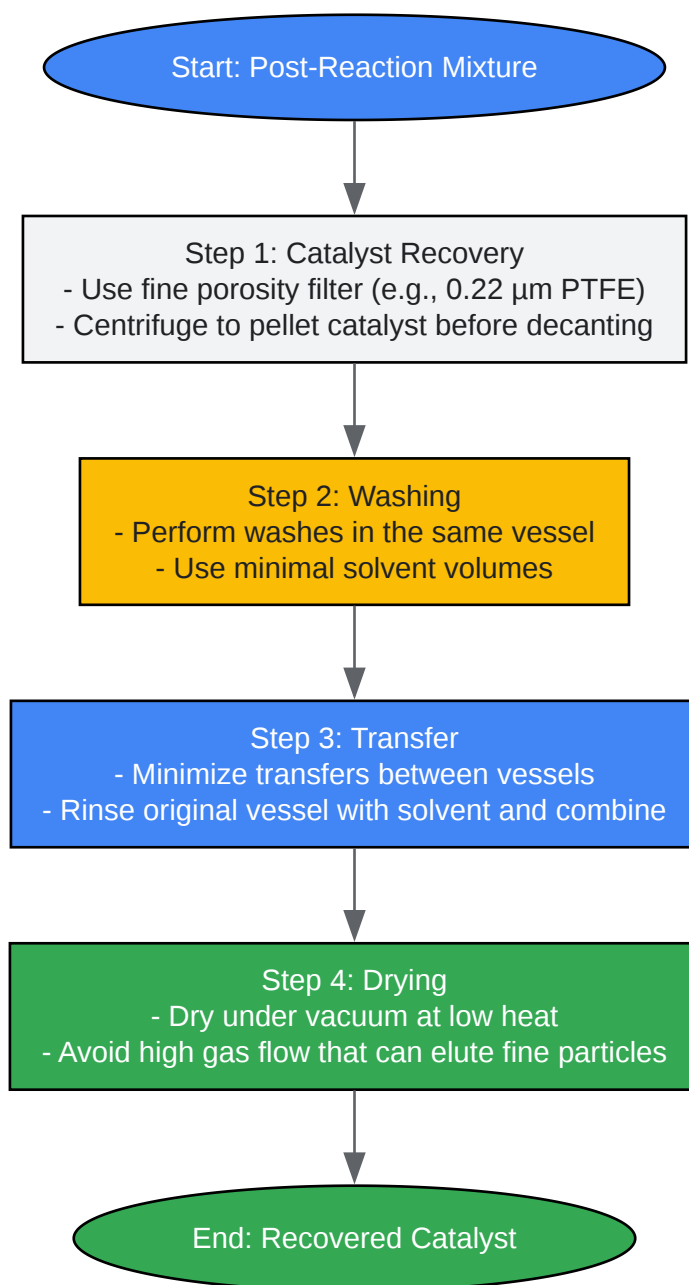 Start: Post-Reaction Mixture
Step 1: Catalyst Recovery
- Use fine porosity filter (e.g., 0.22 µm PTFE)
- Centrifuge to pellet catalyst before decanting
Step 2: Washing
- Perform washes in the same vessel
- Use minimal solvent volumes
Step 3: Transfer
- Minimize transfers between vessels
- Rinse original vessel with solvent and combine
Step 4: Drying
- Dry under vacuum at low heat
- Avoid high gas flow that can elute fine particles
End: Recovered Catalyst